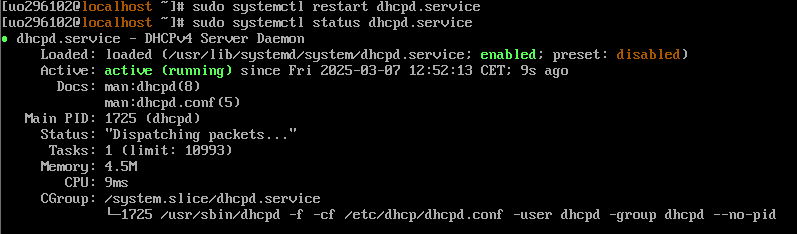 [uo296102@localhost ~]# sudo systemctl restart dhcpd.service
[uo296102@localhost ~]# sudo systemctl status dhcpd.service
● dhcpd.service - DHCPv4 Server Daemon
Loaded: loaded (/usr/lib/systemd/system/dhcpd.service; enabled; preset: disabled)
Active: active (running) since Fri 2025-03-07 12:52:13 CET; 9s ago
Docs: man:dhcpd(8)
man:dhcpd.conf(5)
Main PID: 1725 (dhcpd)
Status: "Dispatching packets..."
Tasks: 1 (limit: 10993)
Memory: 4.5M
CPU: 9ms
CGroup: /system.slice/dhcpd.service
└─1725 /usr/sbin/dhcpd -f -cf /etc/dhcp/dhcpd.conf -user dhcpd -group dhcpd --no-pid